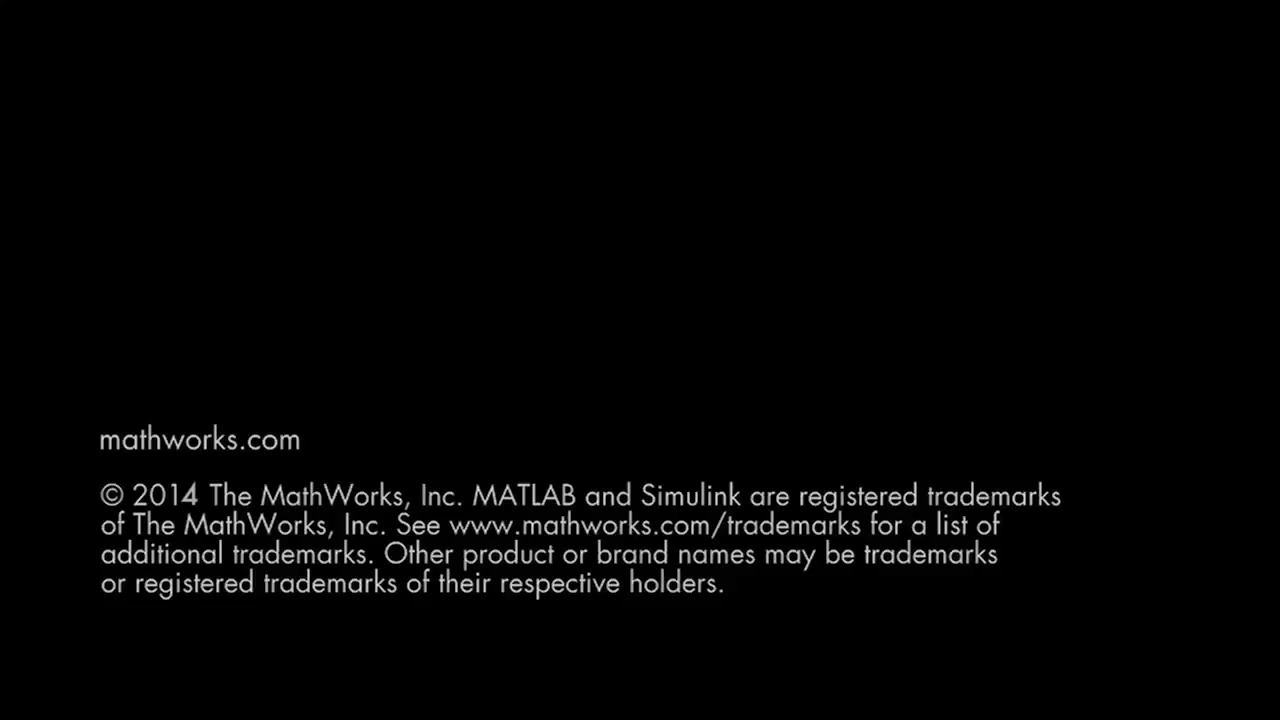 mathworks.com
© 2014 The MathWorks, Inc. MATLAB and Simulink are registered trademarks
of The MathWorks, Inc. See www.mathworks.com/trademarks for a list of
additional trademarks. Other product or brand names may be trademarks
or registered trademarks of their respective holders.